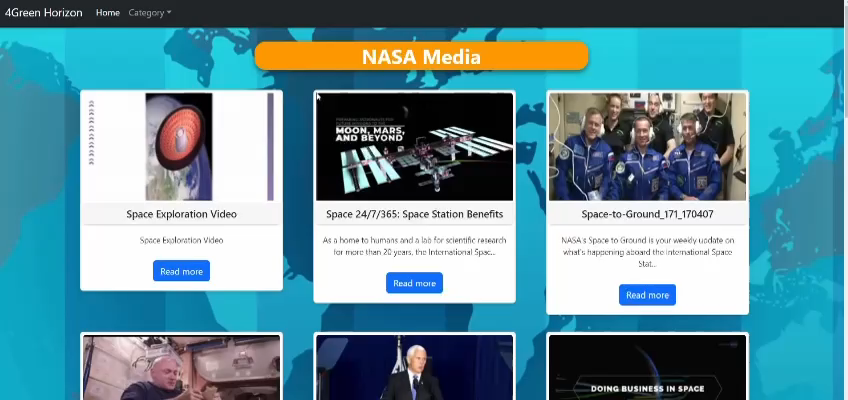 4Green Horizon Home Category
NASA Media
MOON, MARS,
AND BEYOND
Space Exploration Video
Space 24/7/365: Space Station Benefits
Space-to-Ground_171_170407
Space Exploration Video
As a home to humans and a lab for scientific research
for more than 20 years, the International Spac...
NASA's Space to Ground is your weekly update on
what's happening aboard the International Space
Stat...
Read more
Read more
Read more
DOING BUSINESS IN SPACE